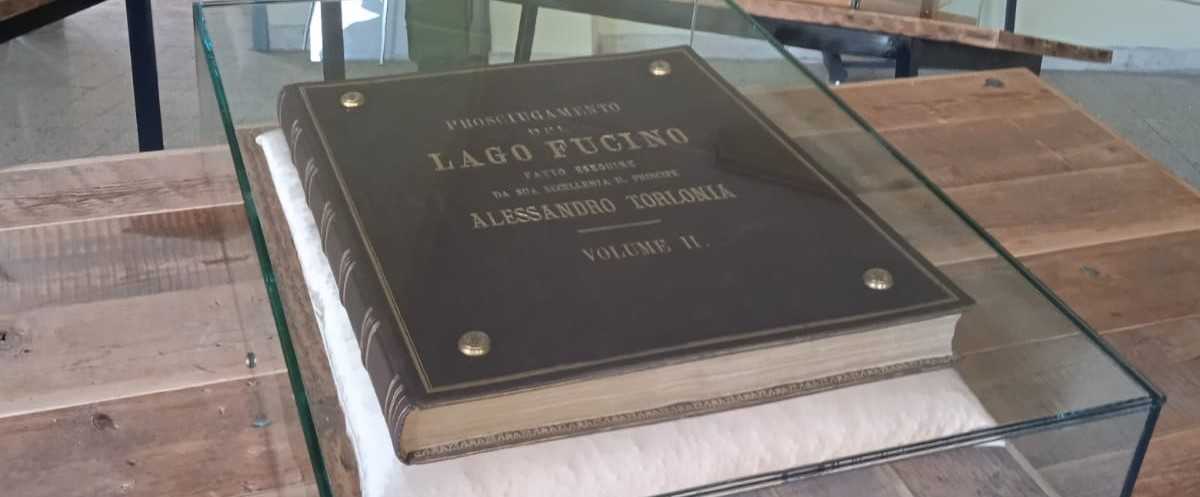 PROSCIUGAMENTO
DEL
LAGO FUCINO
FATTO ESEGUIRE
DA SUA ECCELLENZA IL PRINCIPE
ALESSANDRO TORLONIA
VOLUME II.